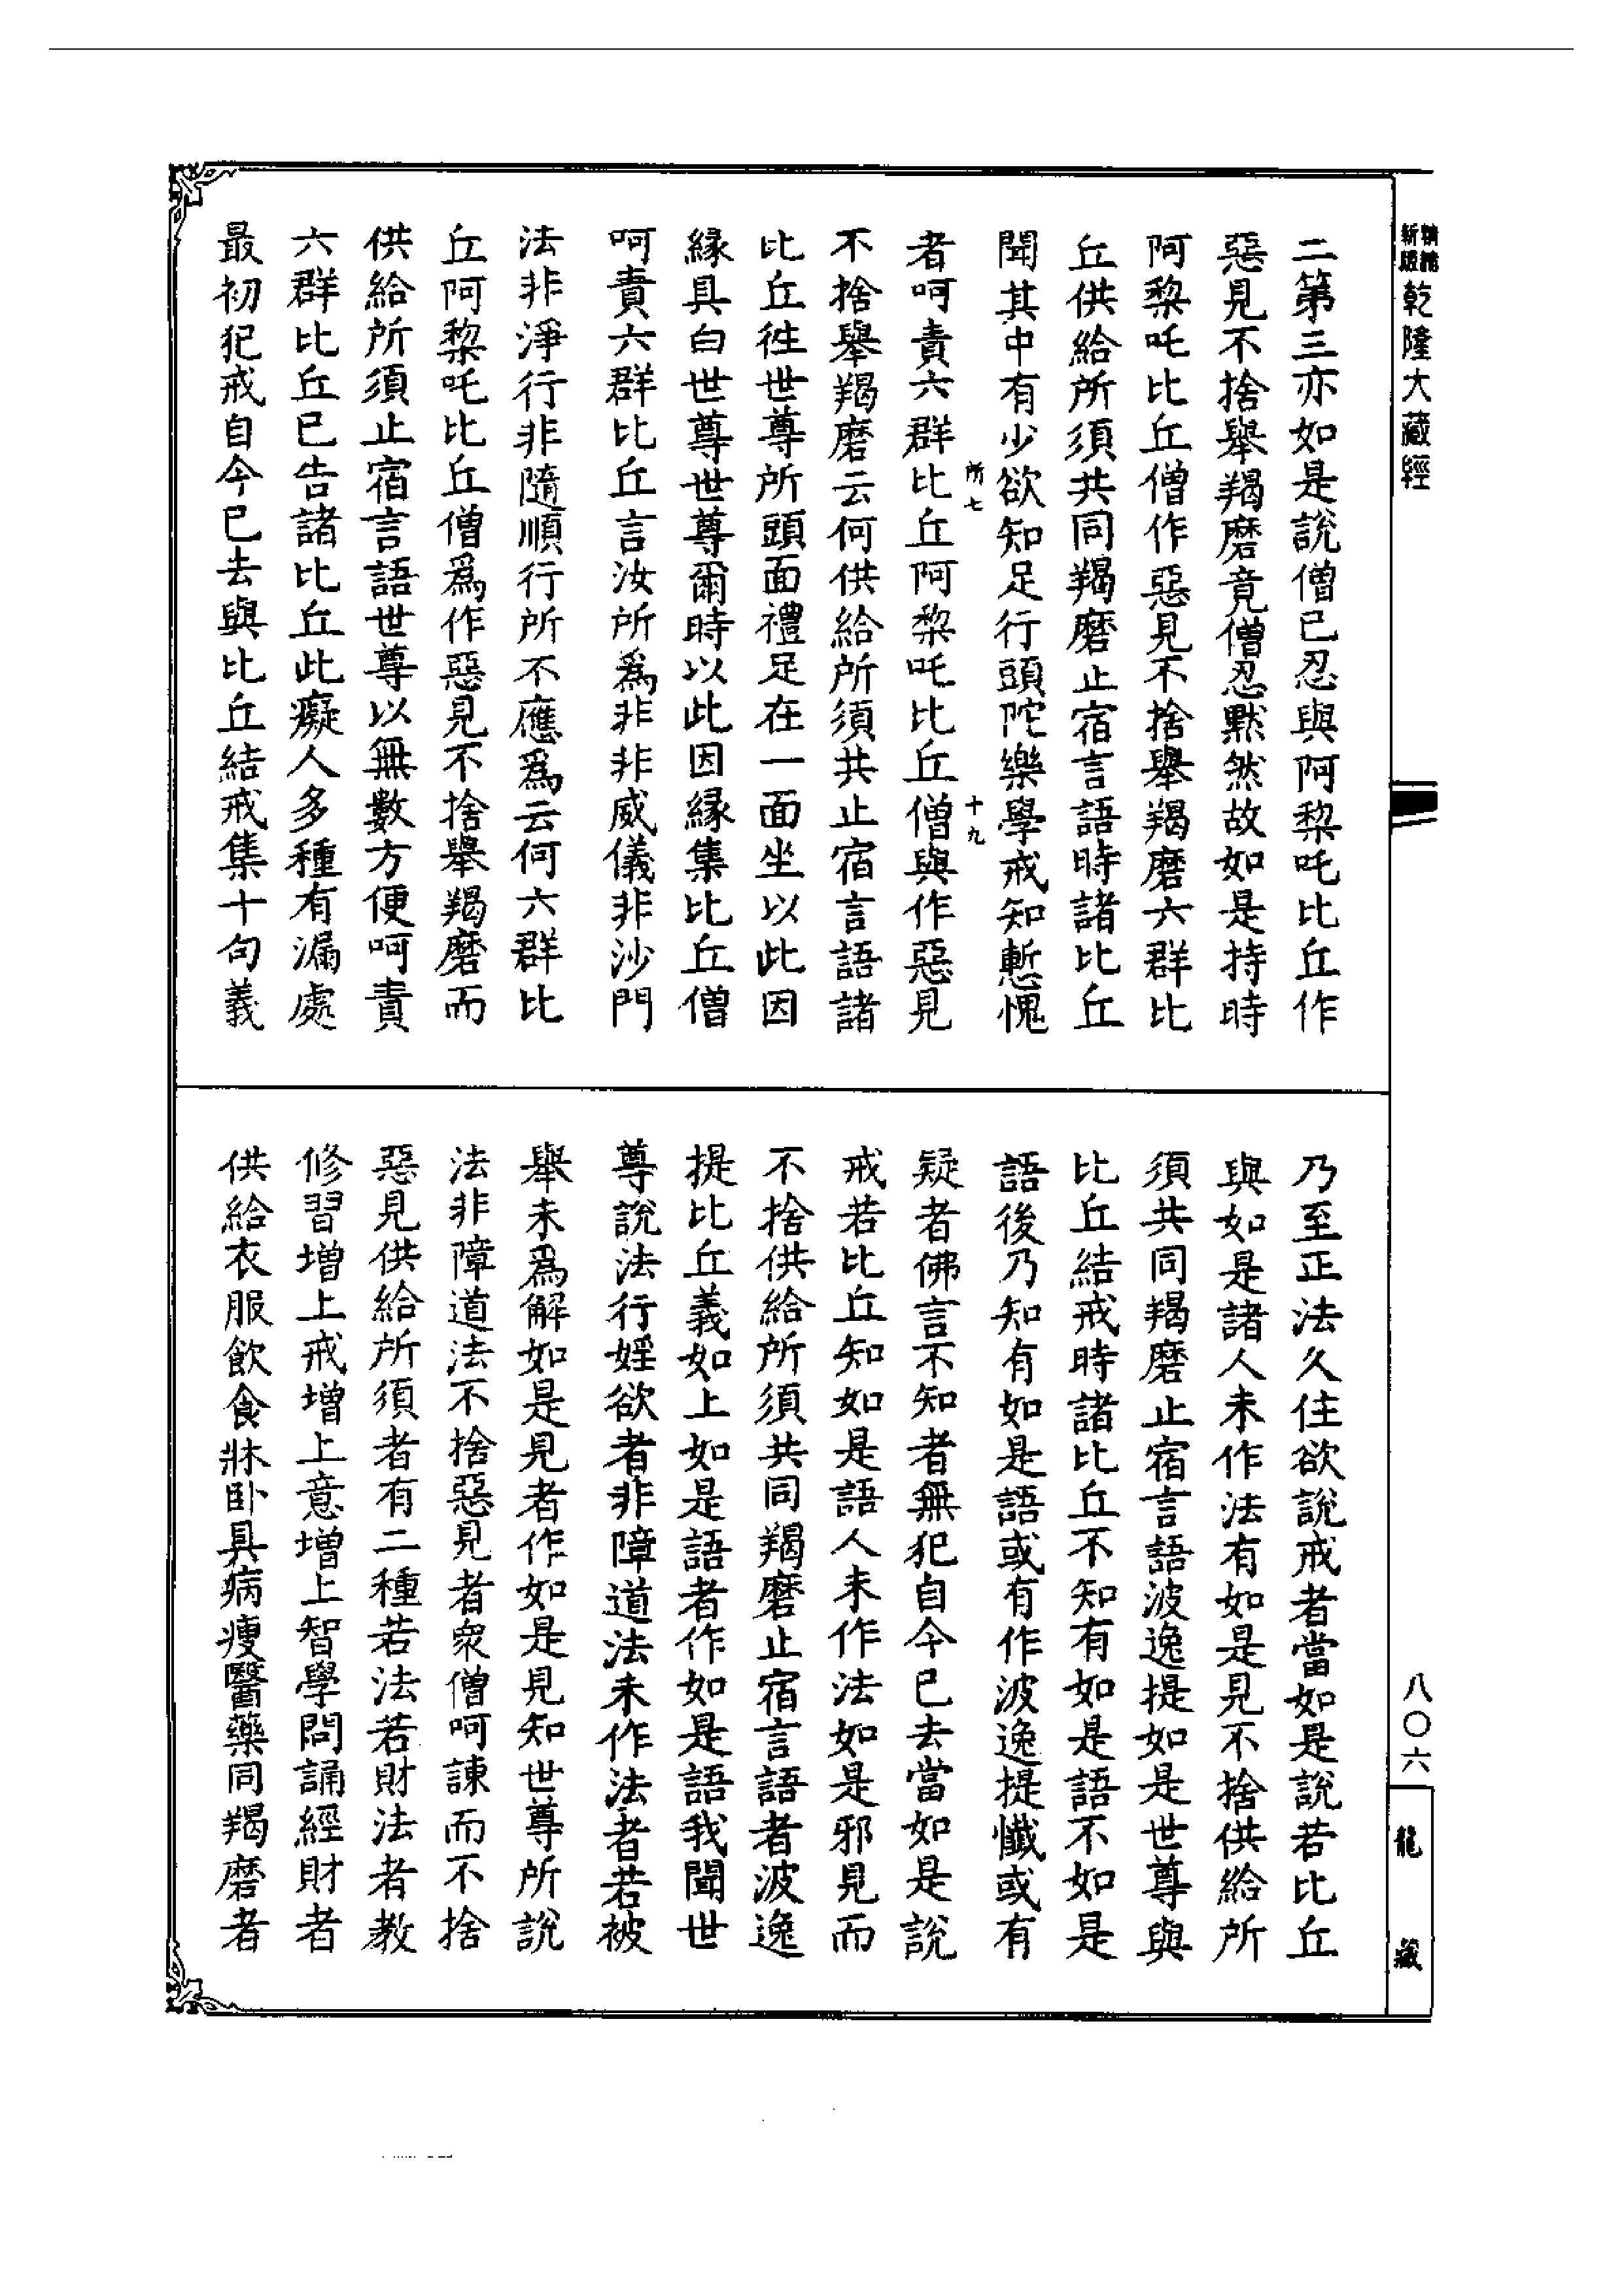 新版精譌乾隆大藏經
二第三亦如是說僧已忍與阿㴝吒比丘作
惡見不捨舉羯磨竟僧忍默然故如是持時
阿㴝吒比丘僧作惡見不捨舉羯磨六群比
丘供給所須共同羯磨止宿言語時諸比丘
聞其中有少欲知足行頭陀樂學戒知慙愧
所七 十九
者呵責六群比丘阿㴝吒比丘僧與作惡見
不捨舉羯磨云何供給所須共止宿言語諸
比丘徃世尊所頭面禮足在一面坐以此因
緣具白世尊世尊爾時以此因緣集比丘僧
呵責六群比丘言汝所爲非非威儀非沙門
法非淨行非隨順行所不應爲云何六群比
丘阿㴝吒比丘僧爲作惡見不捨舉羯磨而
供給所須止宿言語世尊以無數方便呵責
六群比丘已告諸比丘此癡人多種有漏處
最初犯戒自今已去與比丘結戒集十句義
乃至正法久住欲說戒者當如是說若比丘
與如是諸人未作法有如是見不捨供給所
須共同羯磨止宿言語波逸提如是世尊與
比丘結戒時諸比丘不知有如是語不如是
語後乃知有如是語或有作波逸提懺或有
疑者佛言不知者無犯自今已去當如是說
戒若比丘知如是語人未作法如是邪見而
不捨供給所須共同羯磨止宿言語者波逸
提比丘義如上如是語者作如是語我聞世
尊說法行婬欲者非障道法未作法者若被
舉未爲解如是見者作如是見知世尊所說
法非障道法不捨惡見者衆僧呵諫而不捨
惡見供給所須者有二種若法若財法者教
修習增上戒增上意增上智學問誦經財者
供給衣服飲食牀臥具病瘦醫藥同羯磨者
八〇六
龍藏